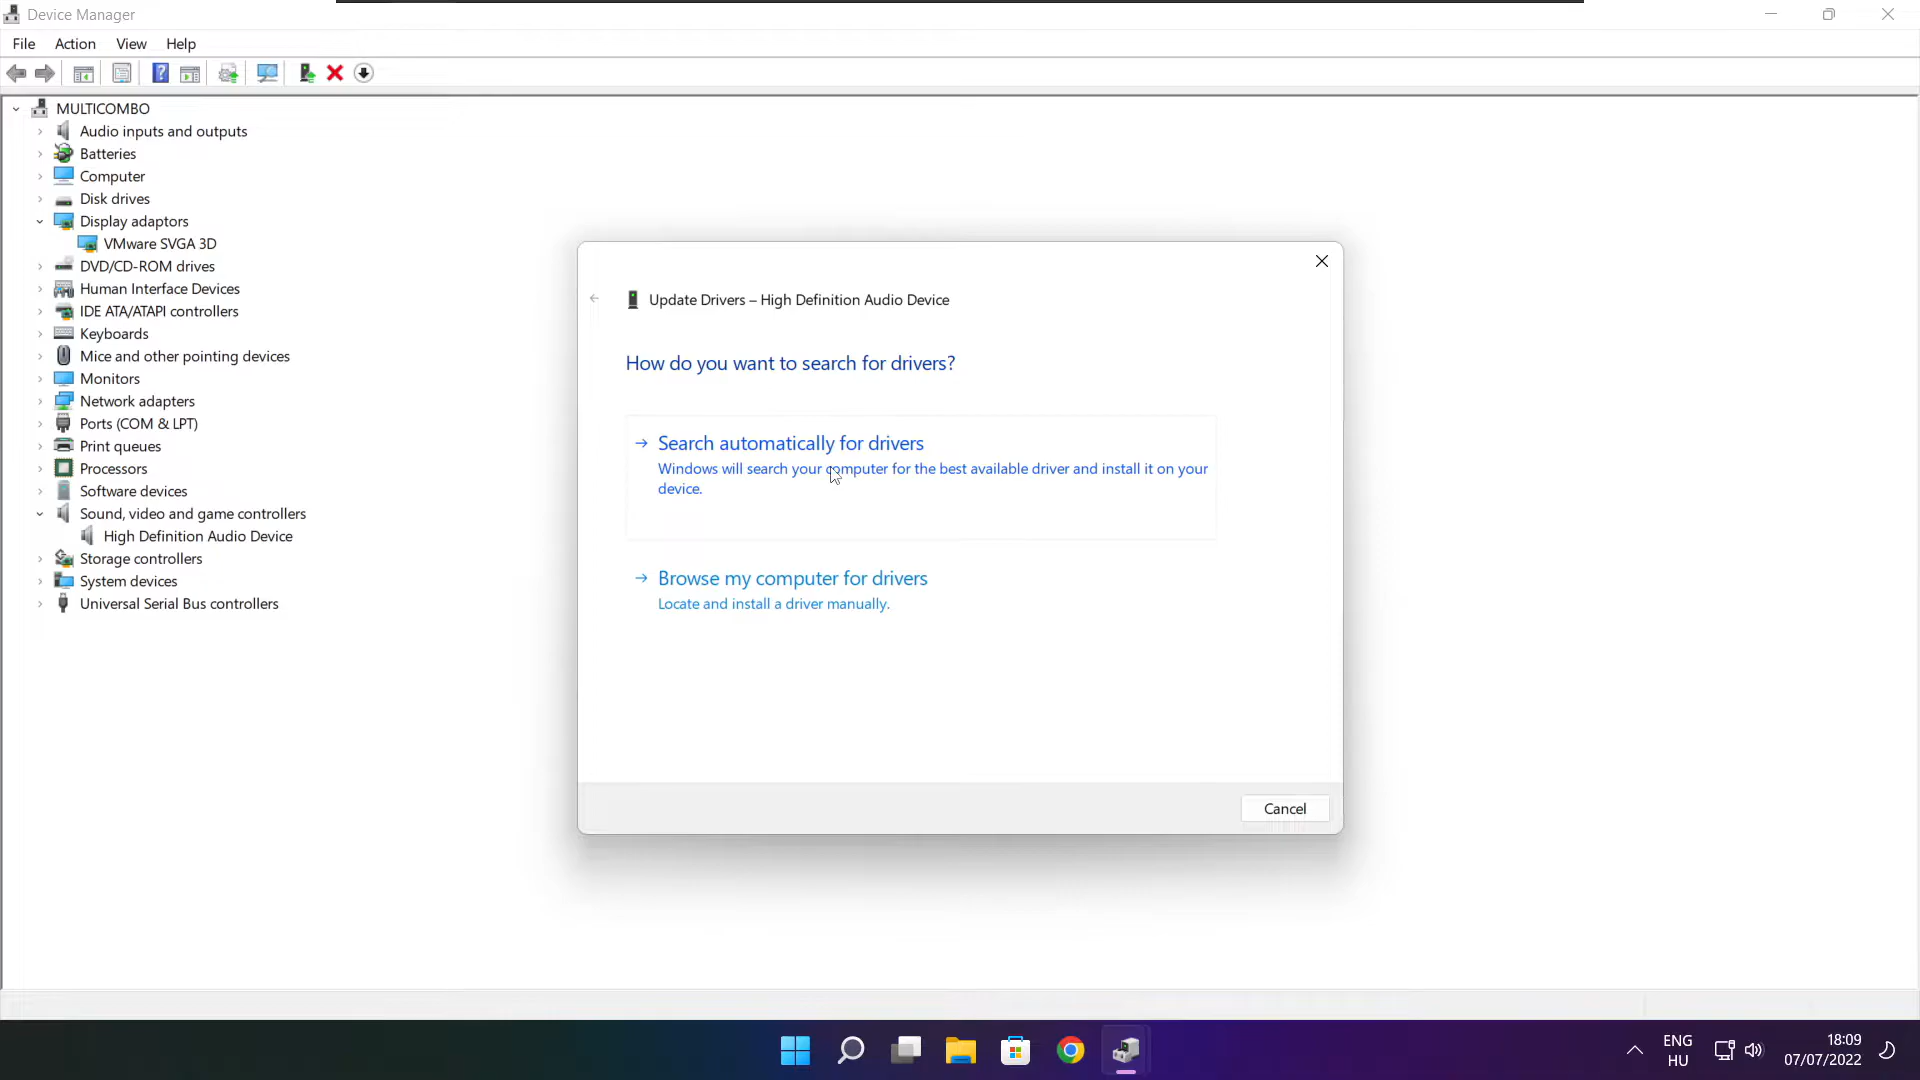 Device Manager
File Action View Help
MULTICOMBO
Audio inputs and outputs
Batteries
Computer
Disk drives
Display adaptors
VMware SVGA 3D
DVD/CD-ROM drives
Human Interface Devices
IDE ATA/ATAPI controllers
Keyboards
Mice and other pointing devices
Monitors
Network adapters
Ports (COM & LPT)
Print queues
Processors
Software devices
Sound, video and game controllers
High Definition Audio Device
Storage controllers
System devices
Universal Serial Bus controllers
Update Drivers – High Definition Audio Device
How do you want to search for drivers?
Search automatically for drivers
Windows will search your computer for the best available driver and install it on your
device.
Browse my computer for drivers
Locate and install a driver manually.
Cancel
ENG
HU
18:09
07/07/2022